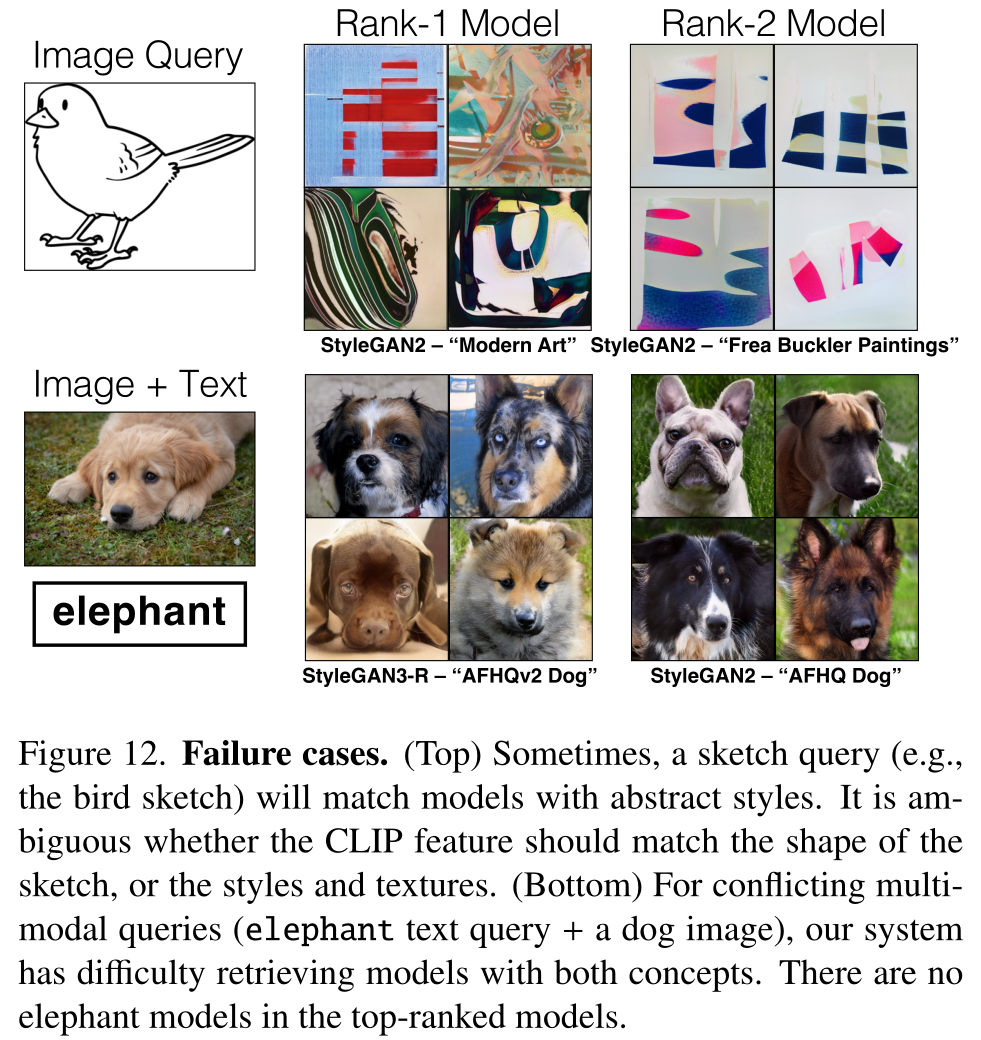 Rank-1 Model Rank-2 Model
Image Query
StyleGAN2 – “Modern Art” StyleGAN2 – “Frea Buckler Paintings”
Image + Text
elephant
StyleGAN3-R – “AFHQv2 Dog” StyleGAN2 – “AFHQ Dog”
Figure 12. Failure cases. (Top) Sometimes, a sketch query (e.g.,
the bird sketch) will match models with abstract styles. It is am-
biguous whether the CLIP feature should match the shape of the
sketch, or the styles and textures. (Bottom) For conflicting multi-
modal queries (elephant text query + a dog image), our system
has difficulty retrieving models with both concepts. There are no
elephant models in the top-ranked models.